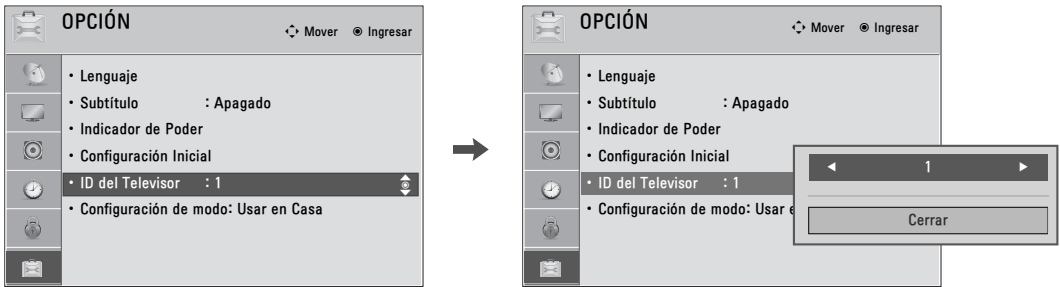 OPCIÓN
Mover Ingresar
• Lenguaje
• Subtítulo : Apagado
• Indicador de Poder
• Configuración Inicial
• ID del Televisor : 1
• Configuración de modo: Usar en Casa
OPCIÓN
Mover Ingresar
• Lenguaje
• Subtítulo : Apagado
• Indicador de Poder
• Configuración Inicial
• ID del Televisor : 1
• Configuración de modo: Usar e
◄ 1 ►
Cerrar